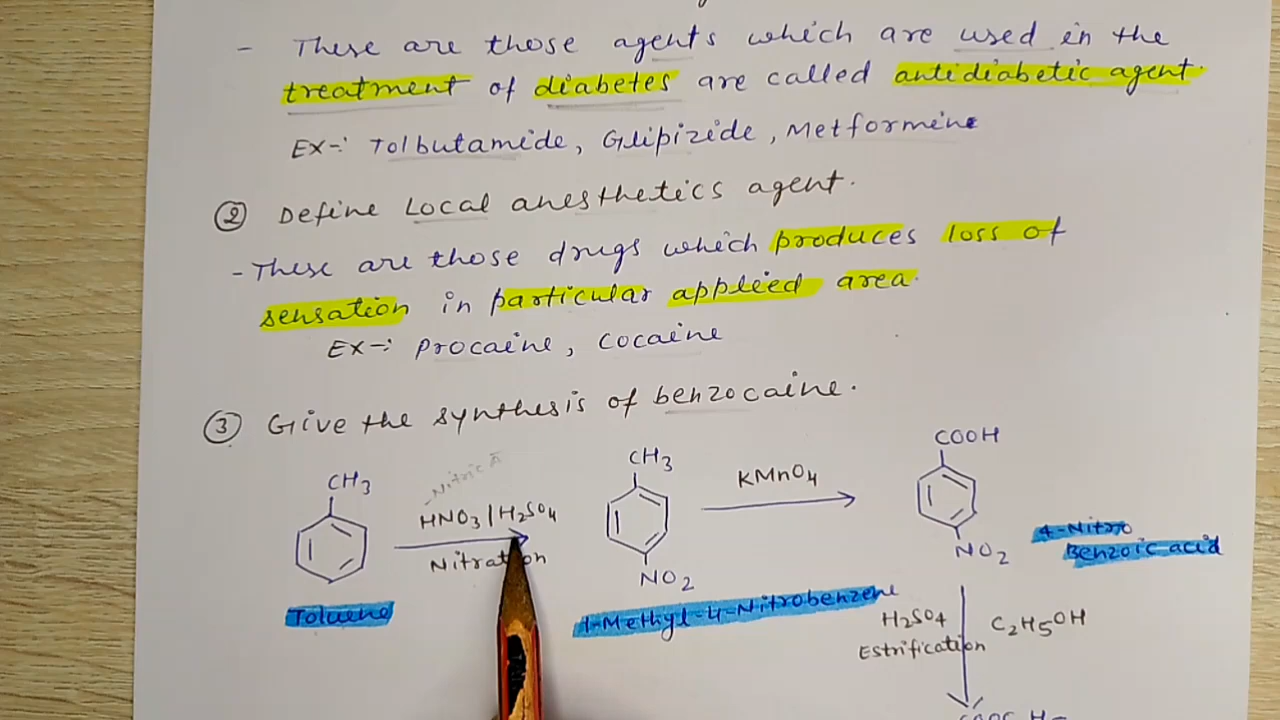 - These are those agents which are used in the
treatment of diabetes are called antidiabetic agent.
Ex-: Tolbutamide, Glipizide, Metformine
② Define Local anesthetics agent.
- These are those drugs which produces loss of
sensation in particular applied area.
Ex-: Procaine, Cocaine
③ Give the synthesis of benzocaine.
CH3
Nitric A
HNO3 / H2SO4
Nitration
Toluene
CH3
NO2
1-Methyl-4-Nitrobenzene
KMnO4
COOH
NO2
4-Nitro
Benzoic acid
H2SO4
C2H5OH
Estrification